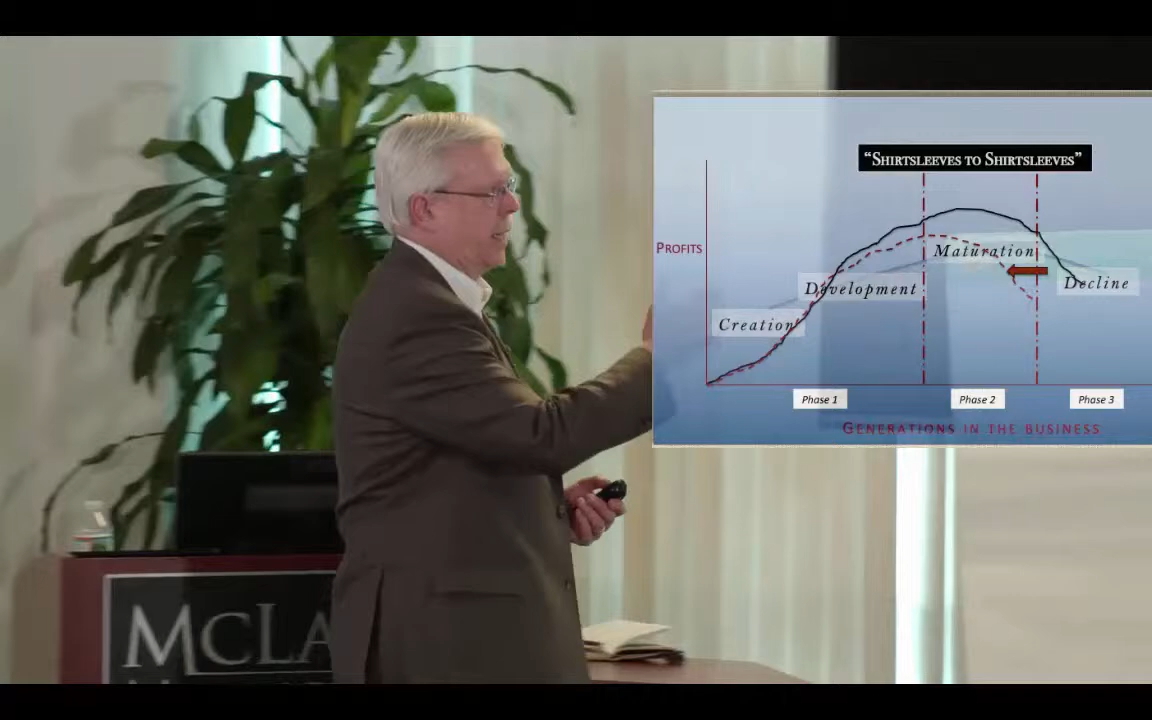 “SHIRTSLEEVES TO SHIRTSLEEVES”
PROFITS
Maturation
Development
Decline
Creation
Phase 1
Phase 2
Phase 3
GENERATIONS IN THE BUSINESS
MCLA